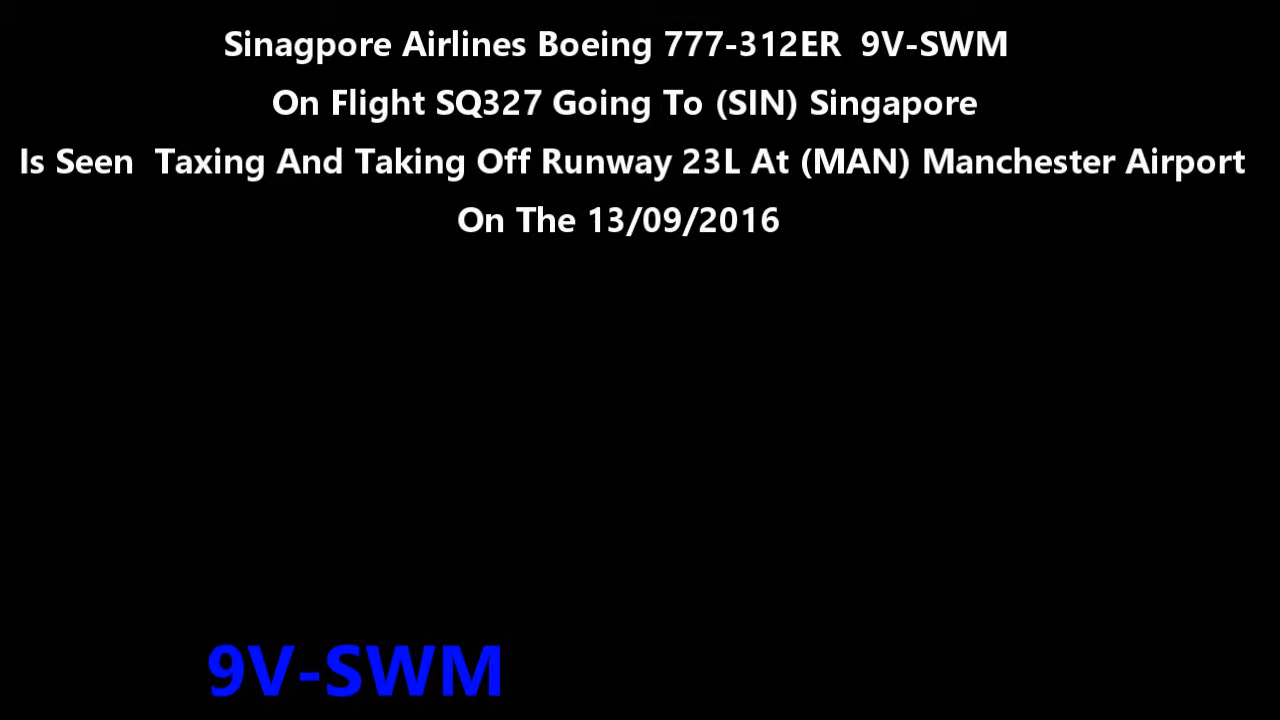 Sinagpore Airlines Boeing 777-312ER  9V-SWM
On Flight SQ327 Going To (SIN) Singapore
Is Seen  Taxing And Taking Off Runway 23L At (MAN) Manchester Airport
On The 13/09/2016
9V-SWM